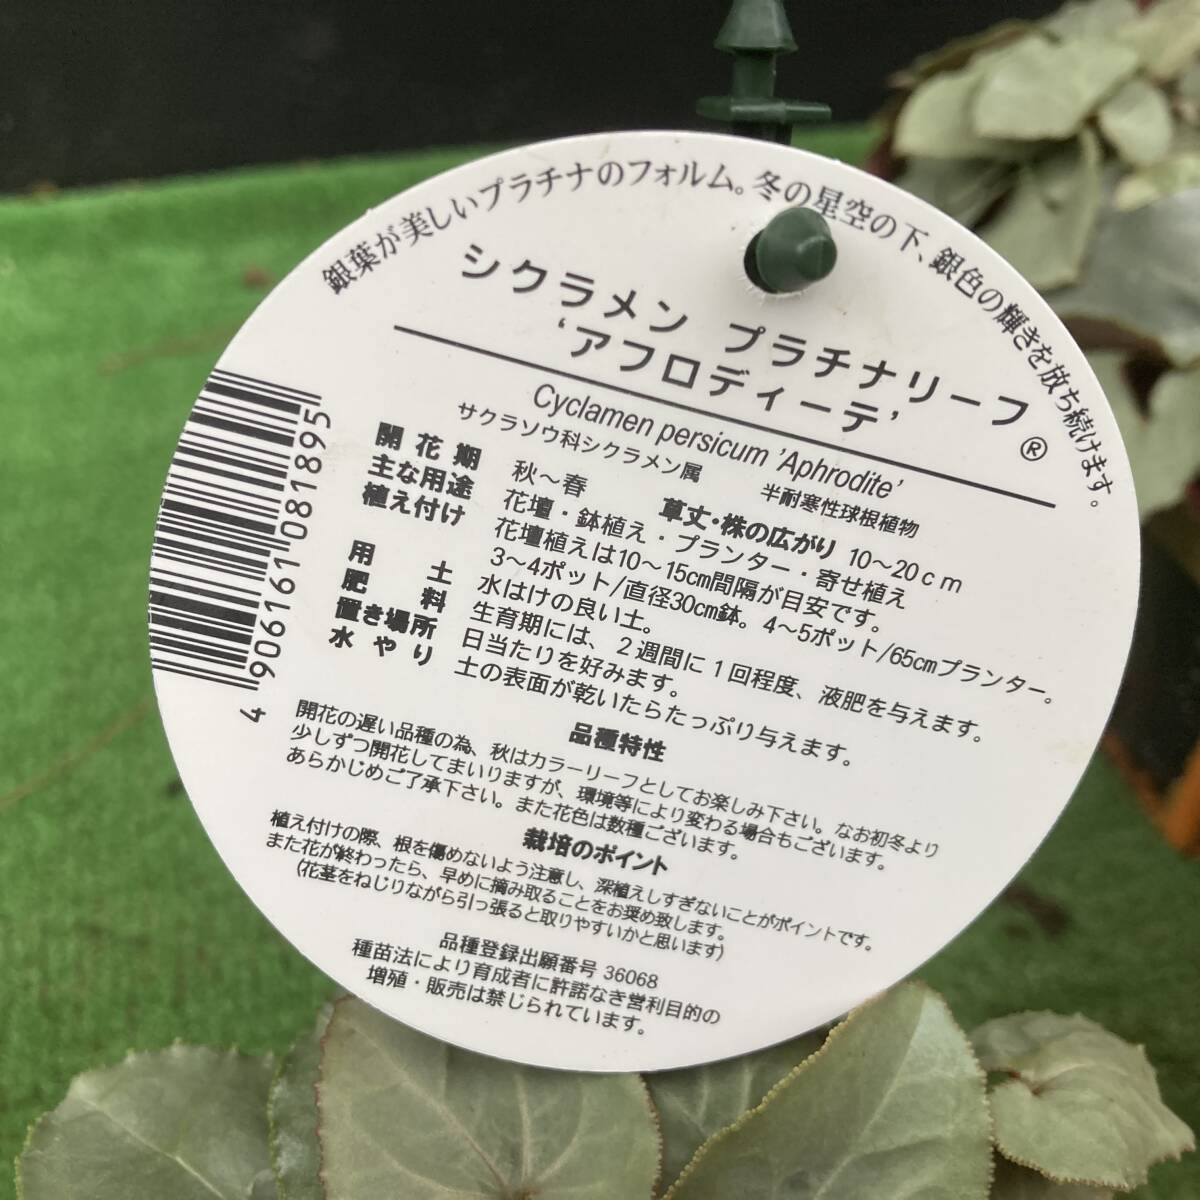 銀葉が美しいプラチナのフォルム。冬の星空の下、銀色の輝きを放ち続けます。
シクラメン プラチナリーフ®
‘アフロディーテ’
Cyclamen persicum 'Aphrodite'
サクラソウ科シクラメン属 半耐寒性球根植物
開花期 秋～春 草丈・株の広がり 10～20cm
主な用途 花壇・鉢植え・プランター・寄せ植え
植え付け 花壇植えは10～15cm間隔が目安です。
3～4ポット/直径30cm鉢。4～5ポット/65cmプランター。
用土 水はけの良い土。
肥料 生育期には、2週間に1回程度、液肥を与えます。
置き場所 日当たりを好みます。
水やり 土の表面が乾いたらたっぷり与えます。
品種特性
開花の遅い品種の為、秋はカラーリーフとしてお楽しみ下さい。なお初冬より
少しずつ開花してまいりますが、環境等により変わる場合もございます。
あらかじめご了承下さい。また花色は数種ございます。
栽培のポイント
植え付けの際、根を傷めないよう注意し、深植えしすぎないことがポイントです。
また花が終わったら、早めに摘み取ることをお奨め致します。
(花茎をねじりながら引っ張ると取りやすいかと思います)
品種登録出願番号 36068
種苗法により育成者に許諾なき営利目的の
増殖・販売は禁じられています。
4906161081895